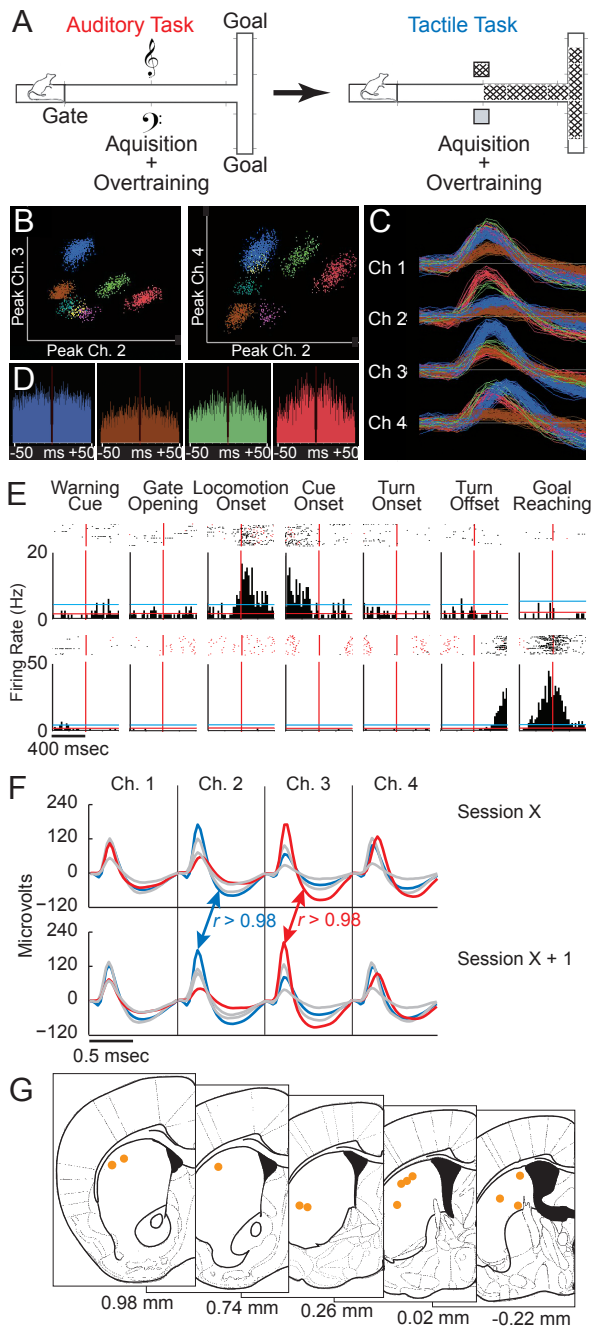 A
Auditory Task
Goal
Gate
Aquisition
+
Overtraining
Goal
Tactile Task
Aquisition
+
Overtraining
B
Peak Ch. 3
Peak Ch. 2
Peak Ch. 4
Peak Ch. 2
C
Ch 1
Ch 2
Ch 3
Ch 4
D
-50 ms +50
-50 ms +50
-50 ms +50
-50 ms +50
E
Warning Cue
Gate Opening
Locomotion Onset
Cue Onset
Turn Onset
Turn Offset
Goal Reaching
Firing Rate (Hz)
20
0
50
0
400 msec
F
Ch. 1
Ch. 2
Ch. 3
Ch. 4
Microvolts
240
120
0
−120
Session X
r > 0.98
r > 0.98
240
120
0
−120
Session X + 1
0.5 msec
G
0.98 mm
0.74 mm
0.26 mm
0.02 mm
-0.22 mm